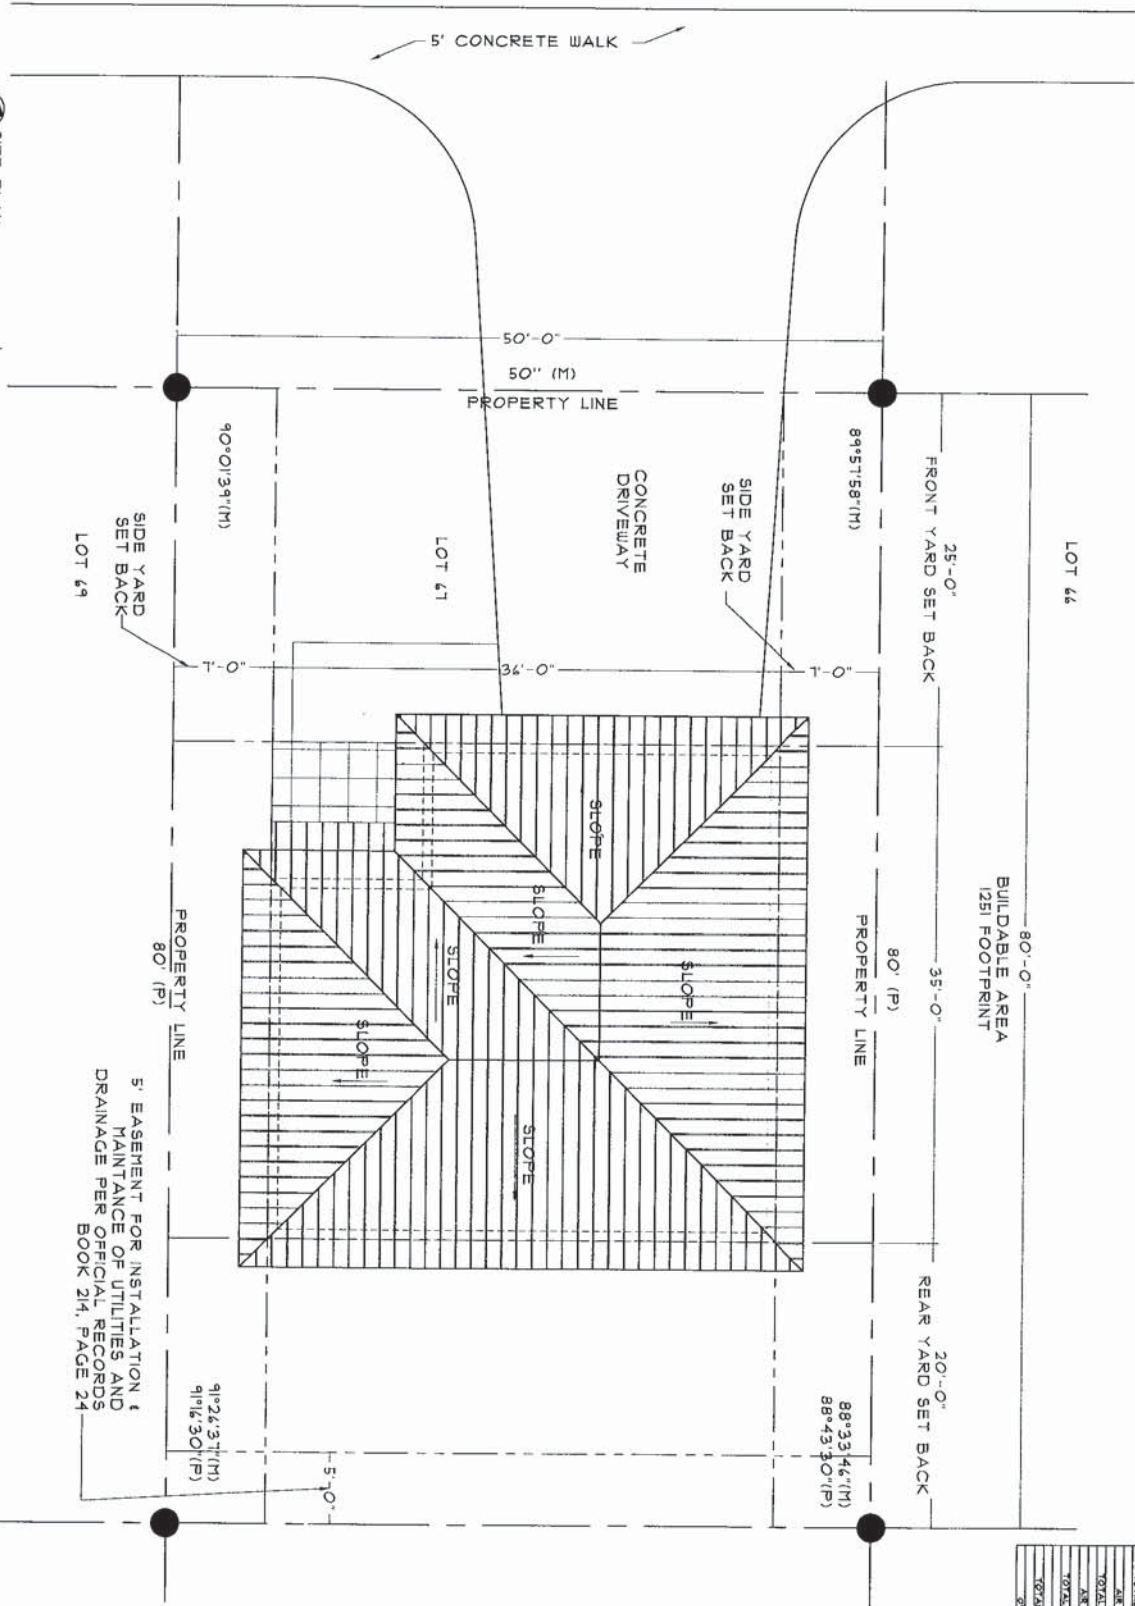 5' CONCRETE WALK
50'-0"
50'' (M)
PROPERTY LINE
90°01'39"(M)
89°57'58"(M)
FRONT YARD SET BACK
25'-0"
LOT 66
SIDE YARD
SET BACK
CONCRETE
DRIVEWAY
LOT 67
SIDE YARD
SET BACK
LOT 69
7'-0"
36'-0"
7'-0"
SLOPE
SLOPE
SLOPE
SLOPE
SLOPE
SLOPE
80'-0"
BUILDABLE AREA
1251 FOOTPRINT
35'-0"
80' (P)
PROPERTY LINE
PROPERTY LINE
80' (P)
5' EASEMENT FOR INSTALLATION &
MAINTANCE OF UTILITIES AND
DRAINAGE PER OFFICIAL RECORDS
BOOK 214, PAGE 24
20'-0"
REAR YARD SET BACK
91°26'37"(M)
91°16'30"(P)
88°33'46"(M)
88°43'30"(P)
5'-0"